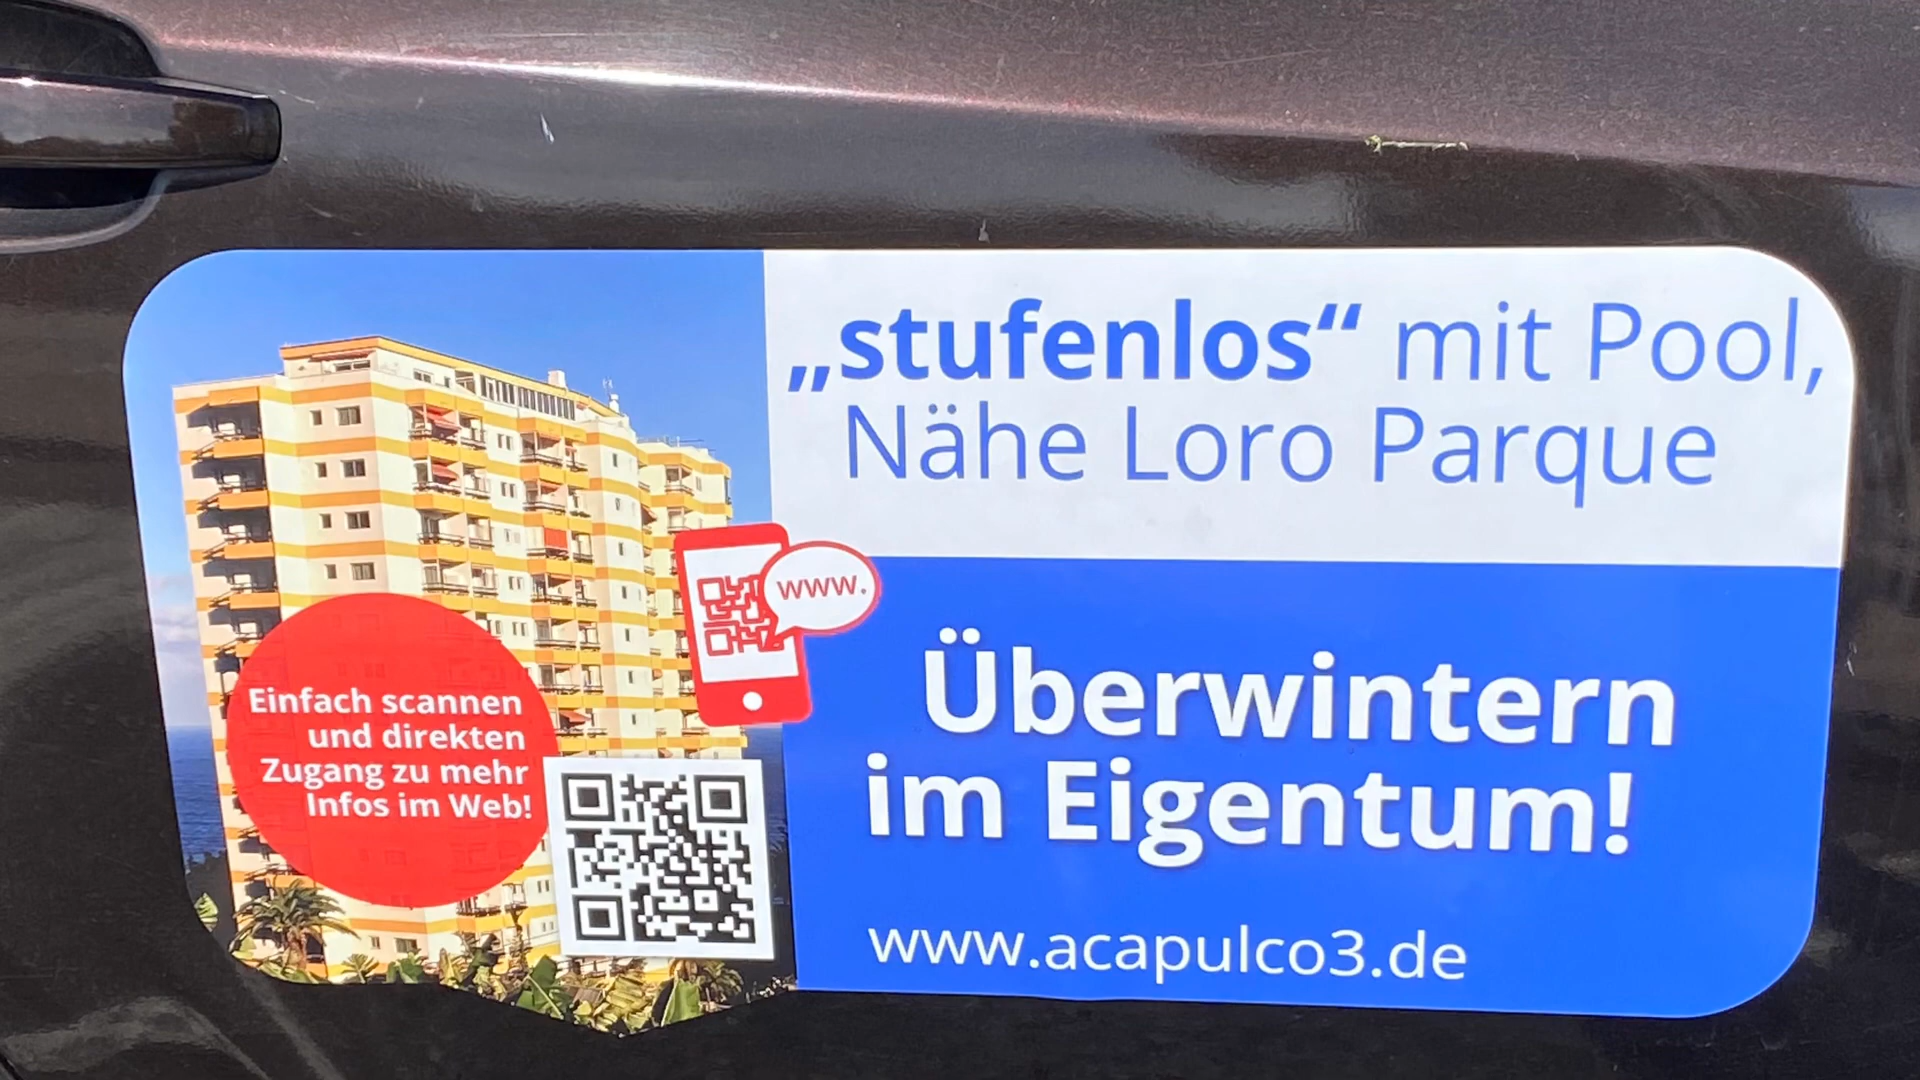 „stufenlos“ mit Pool,
Nähe Loro Parque
www.
Überwintern
im Eigentum!
Einfach scannen
und direkten
Zugang zu mehr
Infos im Web!
www.acapulco3.de